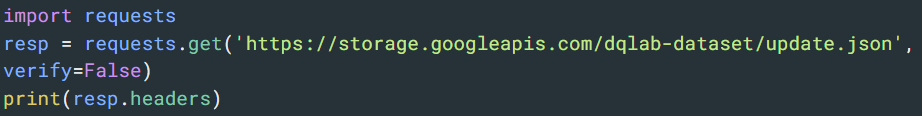 import requests
resp = requests.get('https://storage.googleapis.com/dqlab-dataset/update.json',
verify=False)
print(resp.headers)